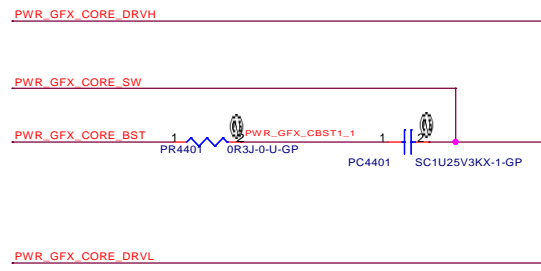 PWR_GFX_CORE_DRVH
PWR_GFX_CORE_SW
PWR_GFX_CORE_BST
1
2
PWR_GFX_CBST1_1
1
2
PR4401
0R3J-0-U-GP
PC4401
SC1U25V3KX-1-GP
PWR_GFX_CORE_DRVL